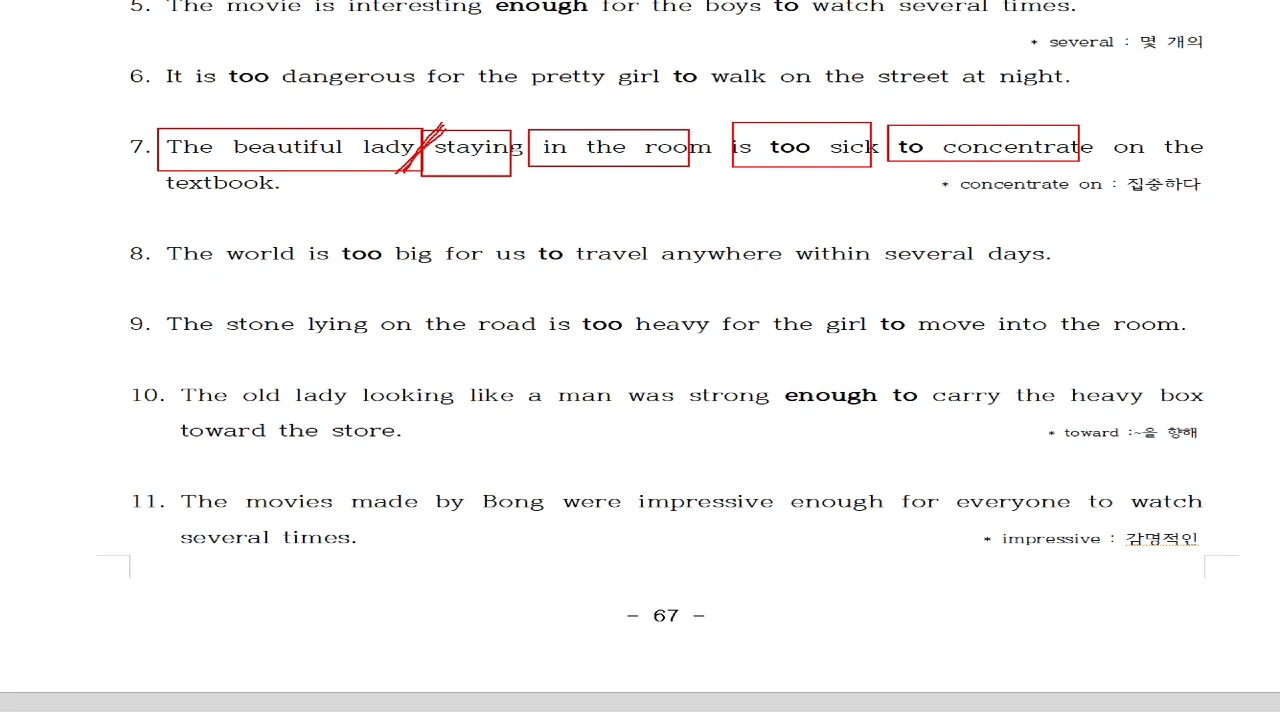 5. The movie is interesting enough for the boys to watch several times.
* several : 몇 개의
6. It is too dangerous for the pretty girl to walk on the street at night.
7. The beautiful lady staying in the room is too sick to concentrate on the
textbook. * concentrate on : 집중하다
8. The world is too big for us to travel anywhere within several days.
9. The stone lying on the road is too heavy for the girl to move into the room.
10. The old lady looking like a man was strong enough to carry the heavy box
toward the store. * toward :~을 향해
11. The movies made by Bong were impressive enough for everyone to watch
several times. * impressive : 감명적인
- 67 -